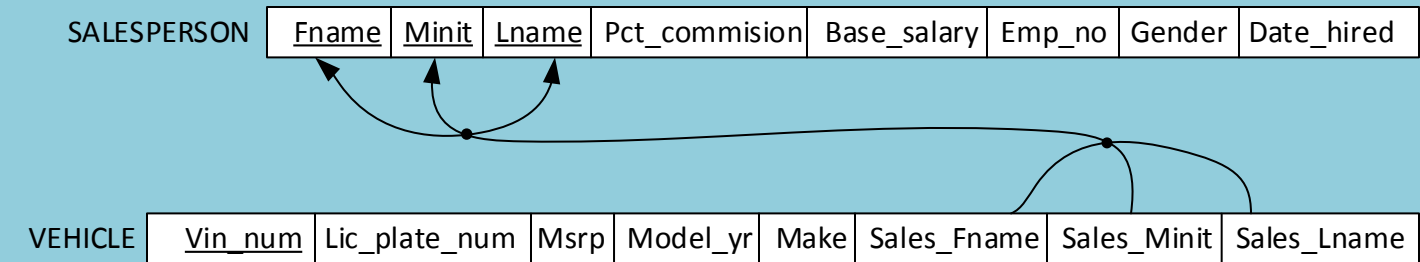 SALESPERSON Fname Minit Lname Pct_commision Base_salary Emp_no Gender Date_hired
VEHICLE Vin_num Lic_plate_num Msrp Model_yr Make Sales_Fname Sales_Minit Sales_Lname